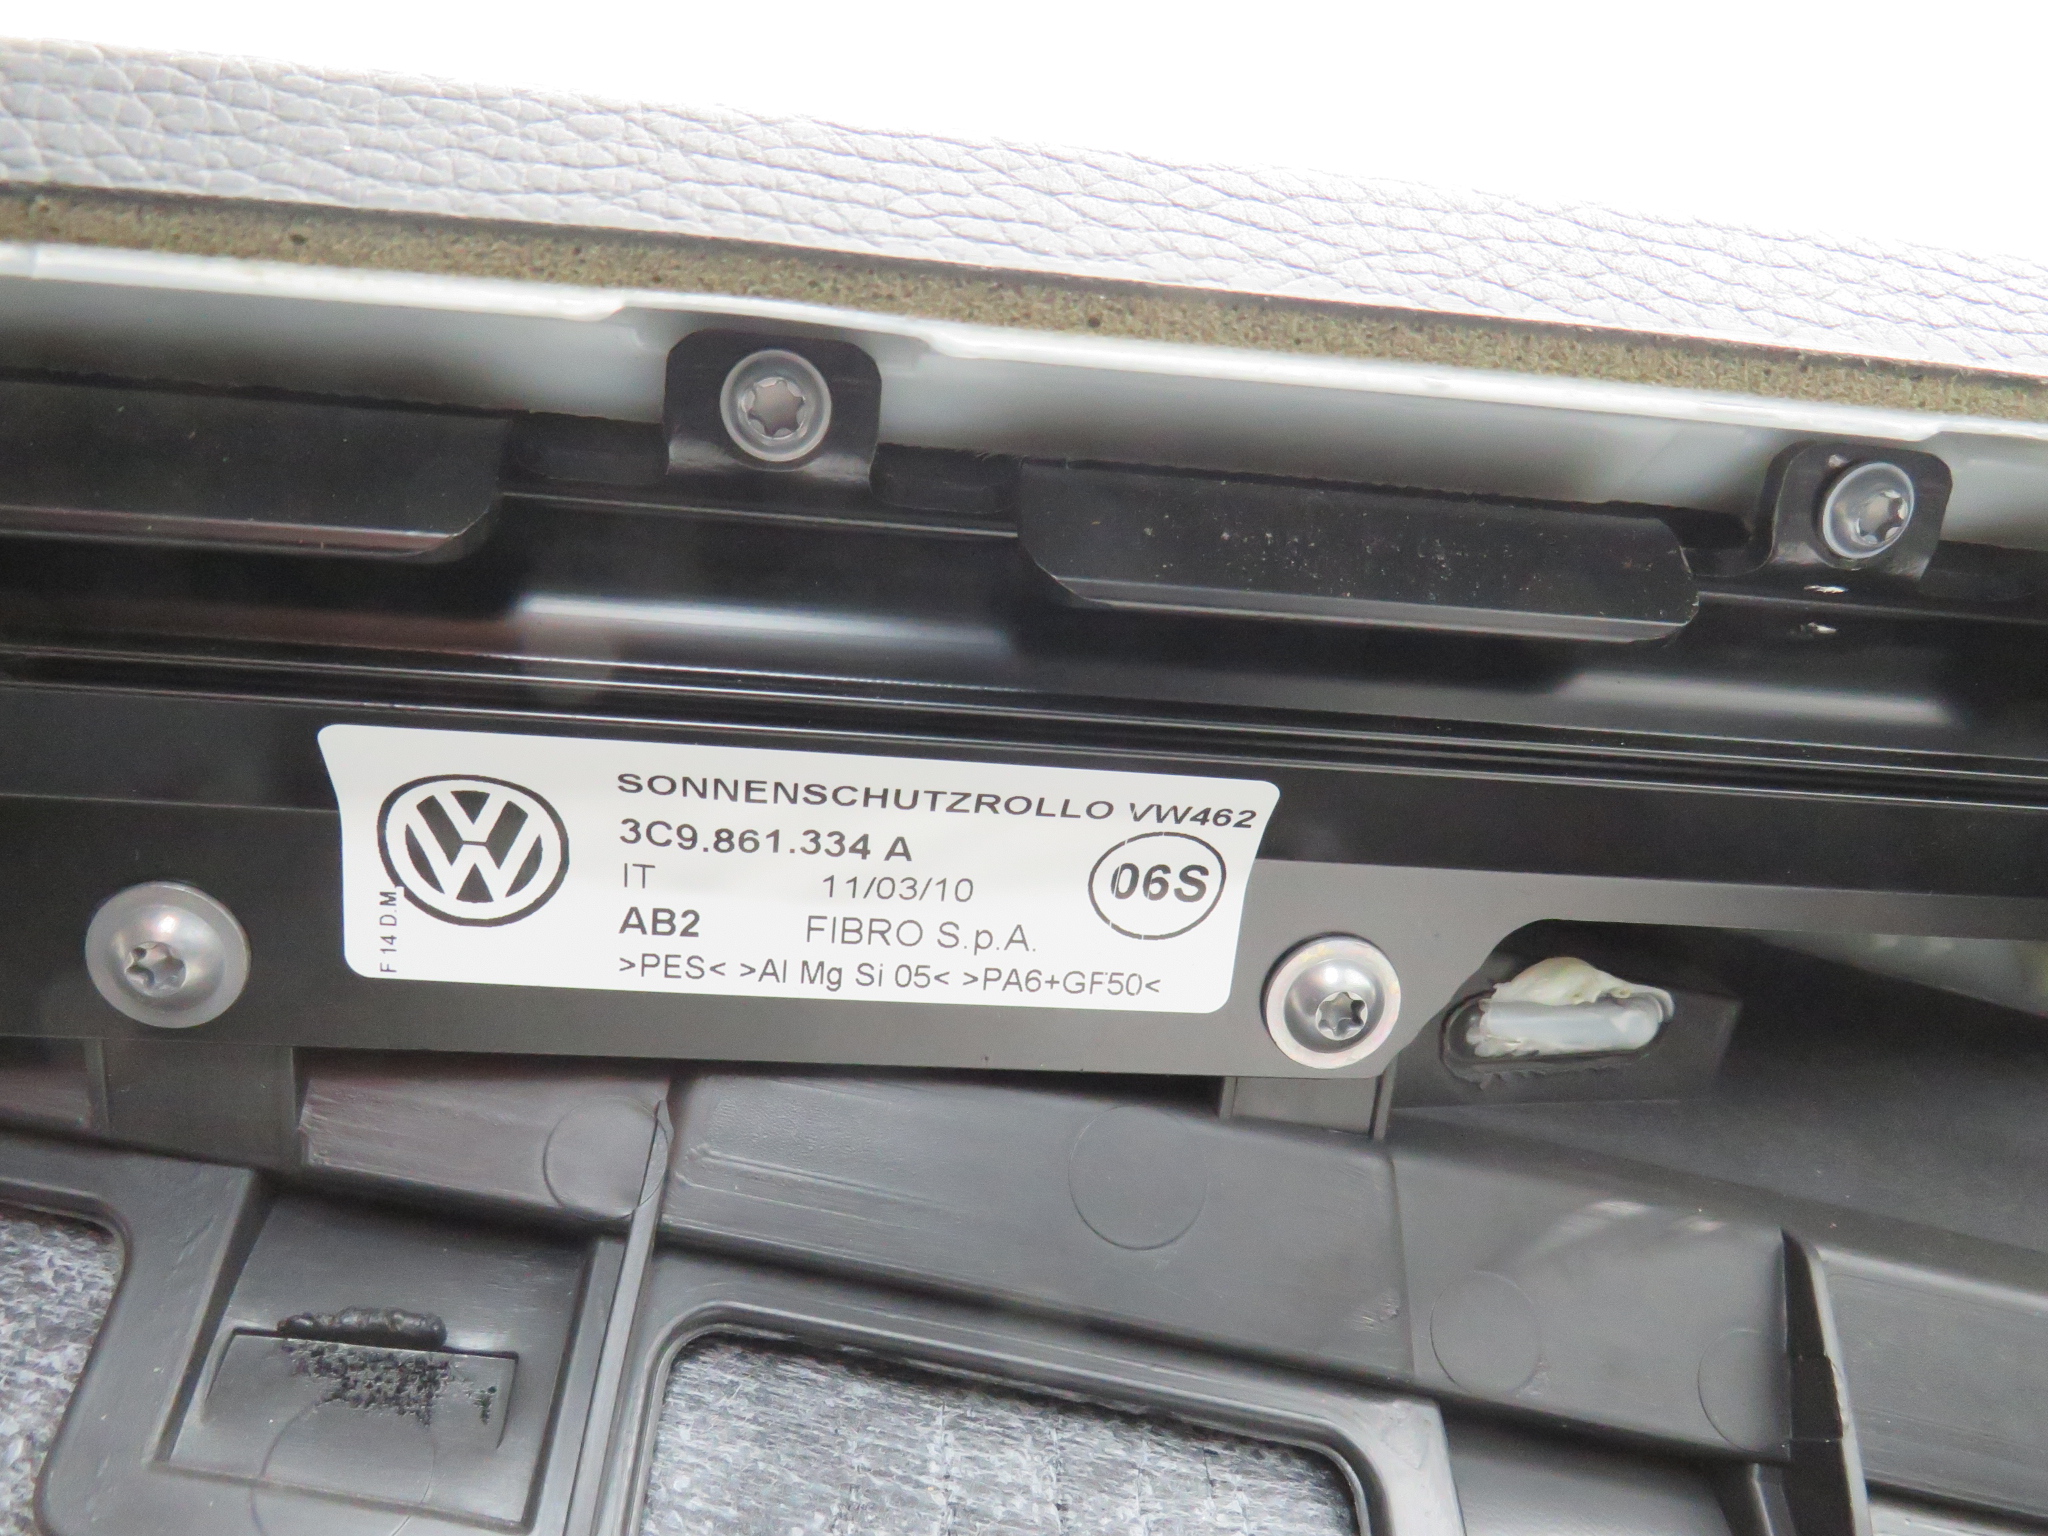 SONNENSCHUTZROLLO VW462
3C9.861.334 A
IT 11/03/10
06S
AB2 FIBRO S.p.A.
>PES< >Al Mg Si 05< >PA6+GF50<
F 14 D.M